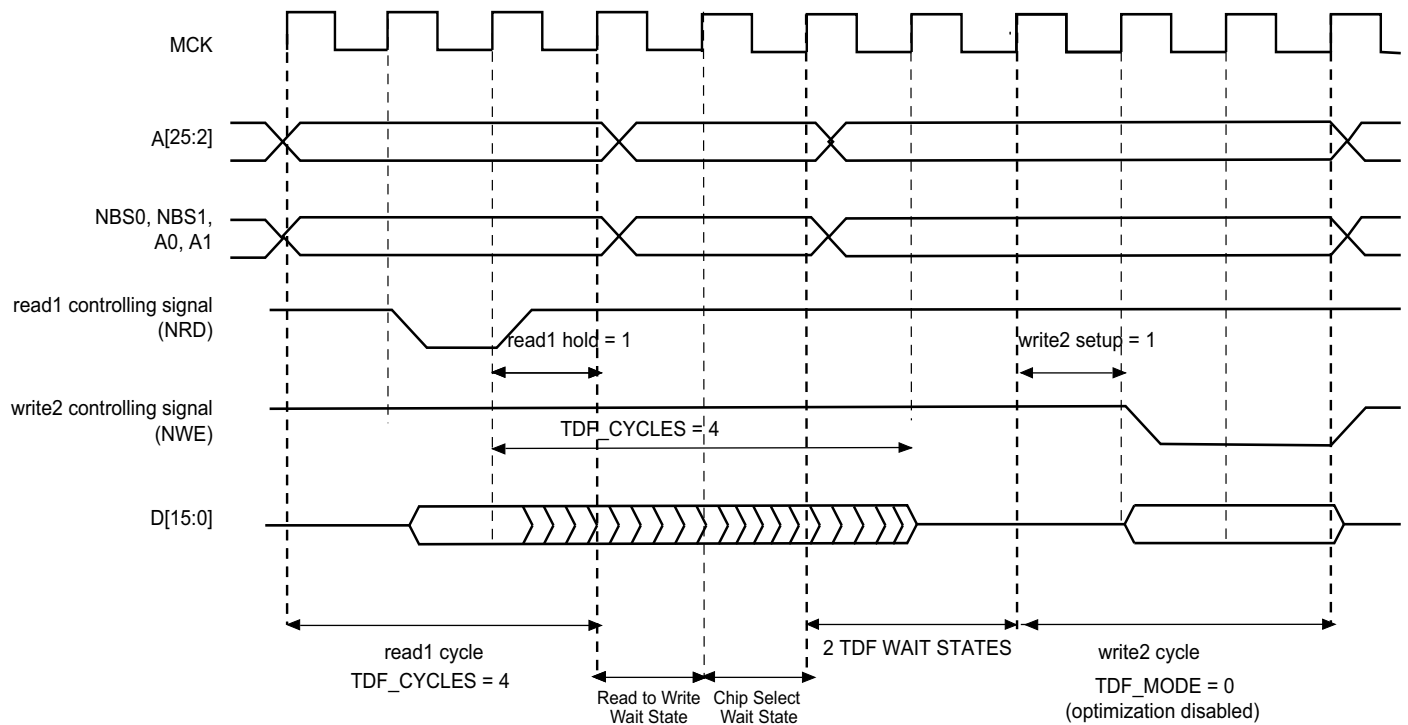 MCK
A[25:2]
NBS0, NBS1,
A0, A1
read1 controlling signal
(NRD)
read1 hold = 1
write2 setup = 1
write2 controlling signal
(NWE)
TDF_CYCLES = 4
D[15:0]
read1 cycle
TDF_CYCLES = 4
Read to Write
Wait State
Chip Select
Wait State
2 TDF WAIT STATES
write2 cycle
TDF_MODE = 0
(optimization disabled)